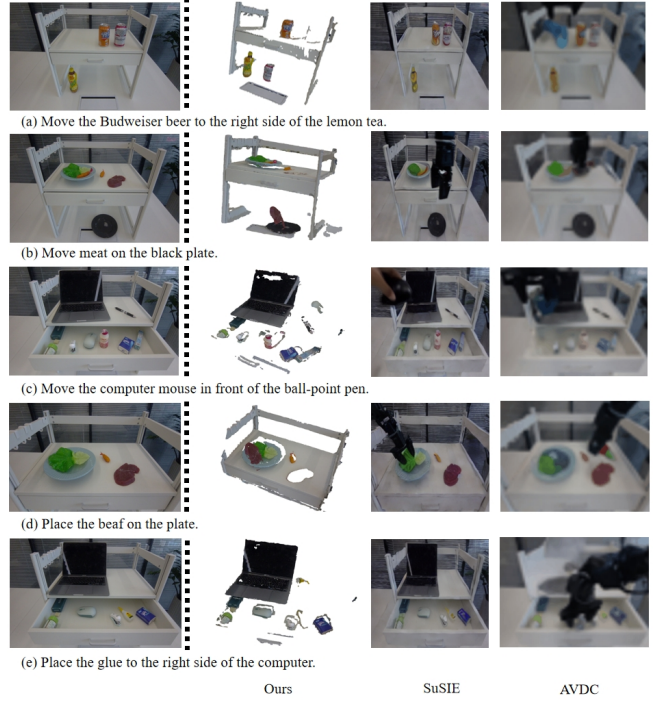 (a) Move the Budweiser beer to the right side of the lemon tea.
(b) Move meat on the black plate.
(c) Move the computer mouse in front of the ball-point pen.
(d) Place the beaf on the plate.
(e) Place the glue to the right side of the computer.
Ours SuSIE AVDC